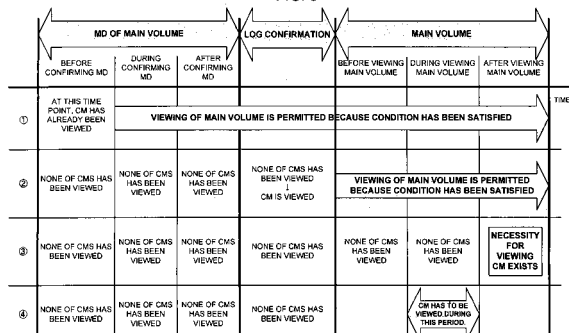 MD OF MAIN VOLUME
LOG CONFIRMATION
MAIN VOLUME
BEFORE
CONFIRMING MD
DURING
CONFIRMING
MD
AFTER
CONFIRMING
MD
BEFORE VIEWING
MAIN VOLUME
DURING VIEWING
MAIN VOLUME
AFTER VIEWING
MAIN VOLUME
TIME
①
AT THIS TIME
POINT, CM HAS
ALREADY BEEN
VIEWED
VIEWING OF MAIN VOLUME IS PERMITTED BECAUSE CONDITION HAS BEEN SATISFIED
②
NONE OF CMS HAS
BEEN VIEWED
NONE OF CMS
HAS BEEN
VIEWED
NONE OF CMS
HAS BEEN
VIEWED
NONE OF CMS HAS
BEEN VIEWED
↓
CM IS VIEWED
VIEWING OF MAIN VOLUME IS PERMITTED
BECAUSE CONDITION HAS BEEN SATISFIED
③
NONE OF CMS HAS
BEEN VIEWED
NONE OF CMS
HAS BEEN
VIEWED
NONE OF CMS
HAS BEEN
VIEWED
NONE OF CMS HAS
BEEN VIEWED
NONE OF CMS HAS
BEEN VIEWED
NONE OF CMS HAS
BEEN VIEWED
NECESSITY
FOR
VIEWING
CM EXISTS
④
NONE OF CMS HAS
BEEN VIEWED
NONE OF CMS
HAS BEEN
VIEWED
NONE OF CMS
HAS BEEN
VIEWED
NONE OF CMS HAS
BEEN VIEWED
CM HAS TO BE
VIEWED DURING
THIS PERIOD